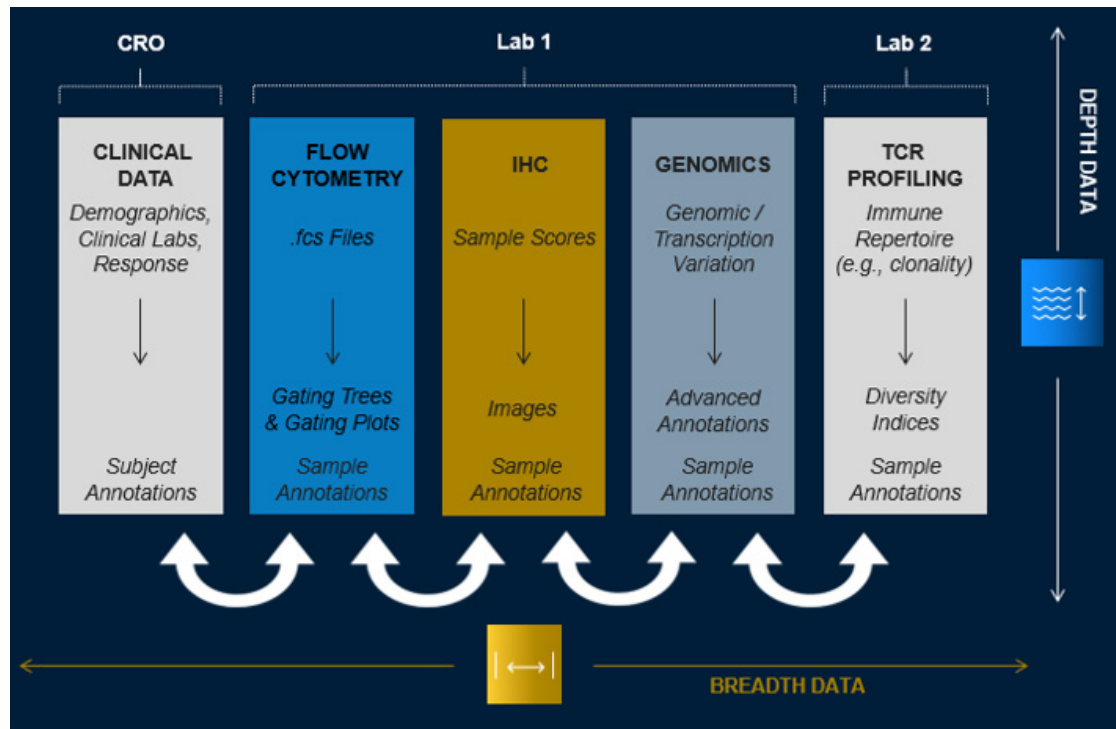 CRO
Lab 1
Lab 2
CLINICAL
DATA
Demographics,
Clinical Labs,
Response
Subject
Annotations
FLOW
CYTOMETRY
.fcs Files
Gating Trees
& Gating Plots
Sample
Annotations
IHC
Sample Scores
Images
Sample
Annotations
GENOMICS
Genomic /
Transcription
Variation
Advanced
Annotations
Sample
Annotations
TCR
PROFILING
Immune
Repertoire
(e.g., clonality)
Diversity
Indices
Sample
Annotations
DEPTH DATA
BREADTH DATA